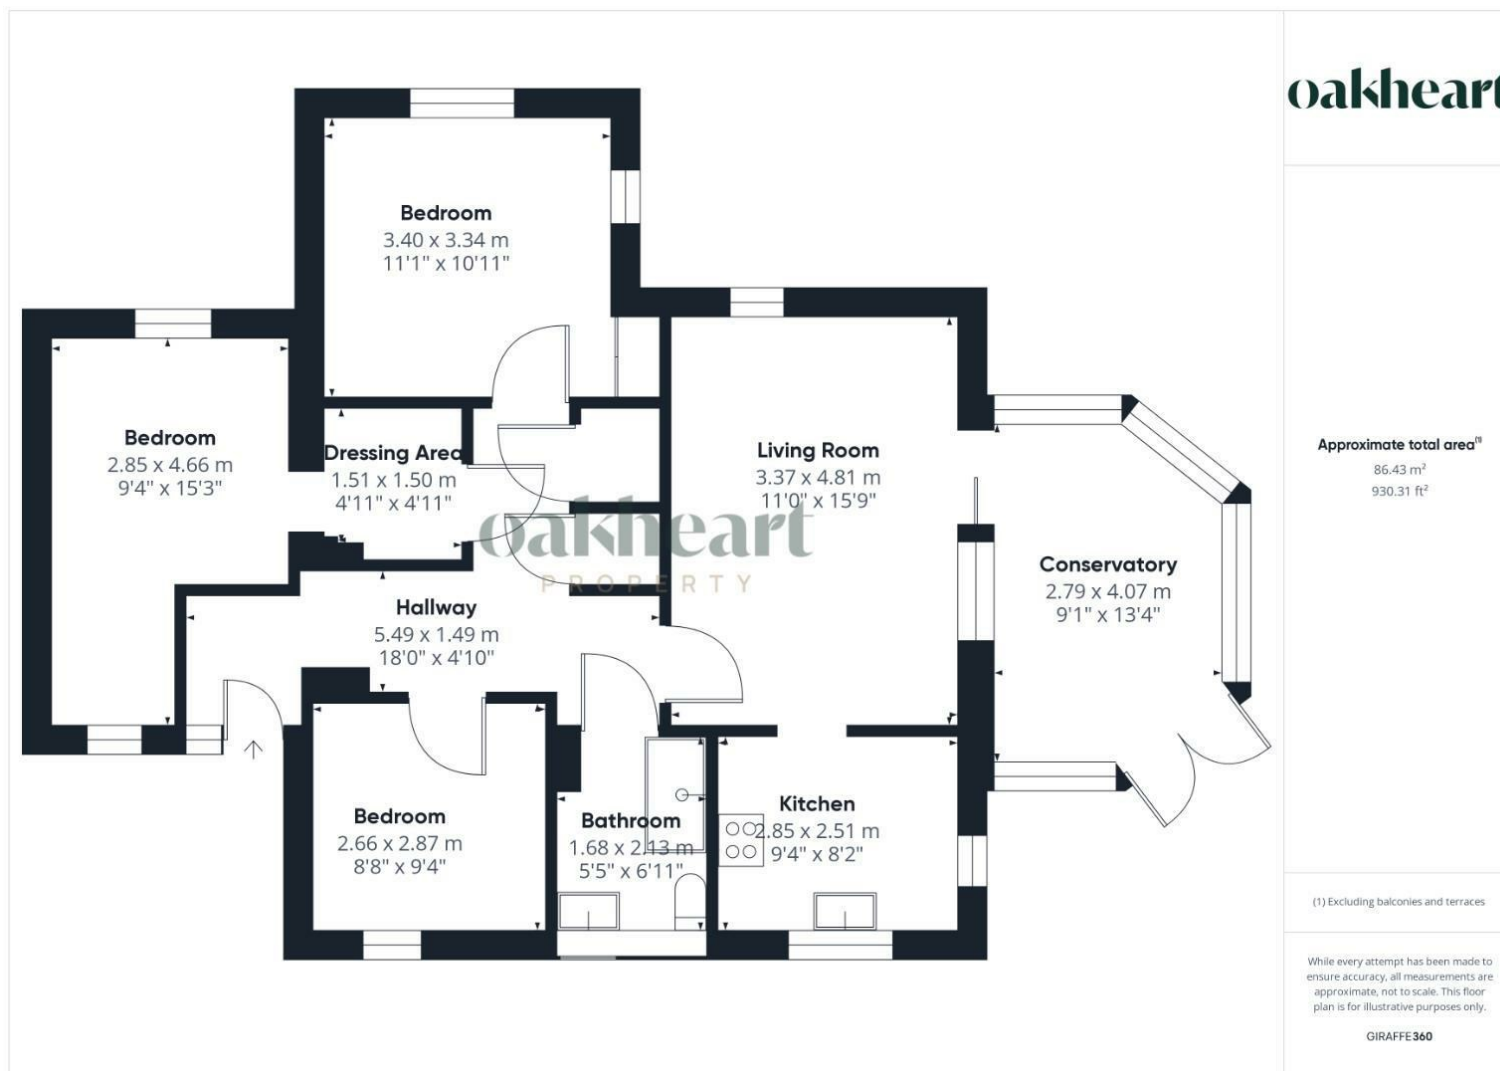 oakheart
Bedroom
3.40 x 3.34 m
11'1" x 10'11"
Bedroom
2.85 x 4.66 m
9'4" x 15'3"
Dressing Area
1.51 x 1.50 m
4'11" x 4'11"
Living Room
3.37 x 4.81 m
11'0" x 15'9"
oakheart
PROPERTY
Conservatory
2.79 x 4.07 m
9'1" x 13'4"
Hallway
5.49 x 1.49 m
18'0" x 4'10"
Bedroom
2.66 x 2.87 m
8'8" x 9'4"
Bathroom
1.68 x 2.13 m
5'5" x 6'11"
Kitchen
2.85 x 2.51 m
9'4" x 8'2"
Approximate total area(1)
86.43 m²
930.31 ft²
(1) Excluding balconies and terraces
While every attempt has been made to
ensure accuracy, all measurements are
approximate, not to scale. This floor
plan is for illustrative purposes only.
GIRAFFE360